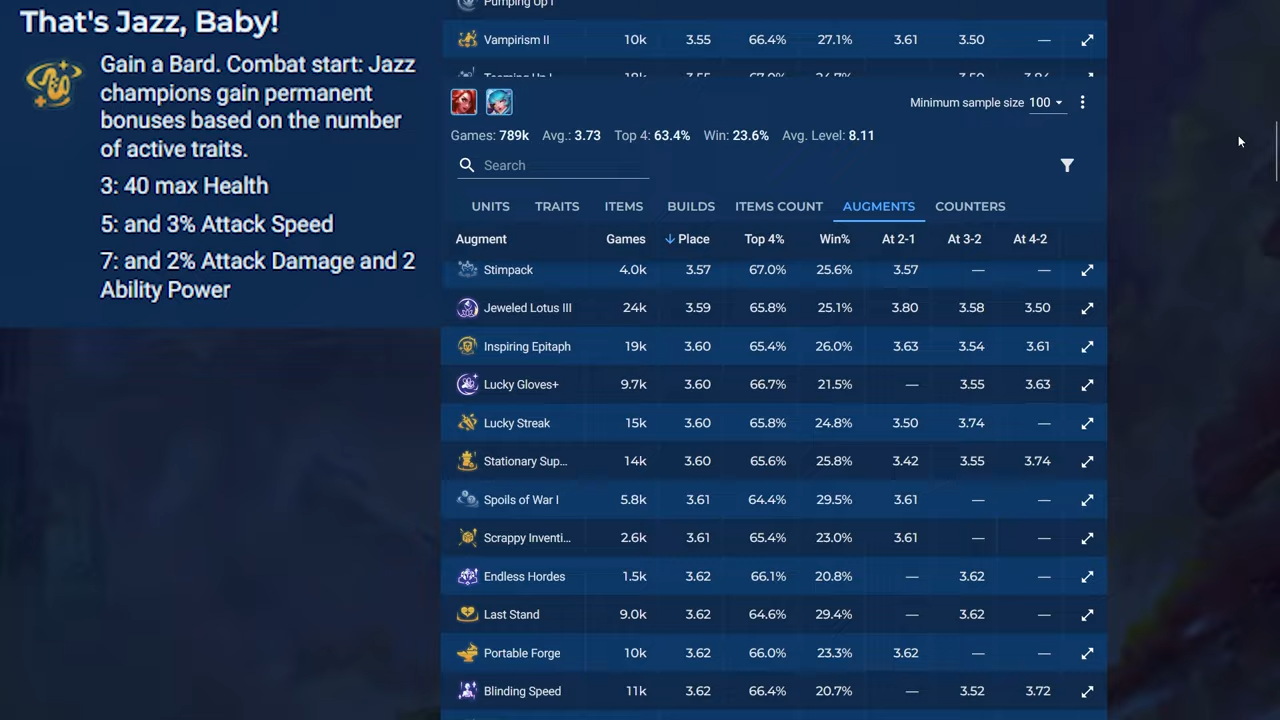 That's Jazz, Baby!
Gain a Bard. Combat start: Jazz
champions gain permanent
bonuses based on the number
of active traits.
3: 40 max Health
5: and 3% Attack Speed
7: and 2% Attack Damage and 2
Ability Power
Pumping Up I
Vampirism II 10k 3.55 66.4% 27.1% 3.61 3.50 —
Minimum sample size 100
Games: 789k Avg.: 3.73 Top 4: 63.4% Win: 23.6% Avg. Level: 8.11
Search
UNITS TRAITS ITEMS BUILDS ITEMS COUNT AUGMENTS COUNTERS
Augment Games Place Top 4% Win% At 2-1 At 3-2 At 4-2
Stimpack 4.0k 3.57 67.0% 25.6% 3.57 — —
Jeweled Lotus III 24k 3.59 65.8% 25.1% 3.80 3.58 3.50
Inspiring Epitaph 19k 3.60 65.4% 26.0% 3.63 3.54 3.61
Lucky Gloves+ 9.7k 3.60 66.7% 21.5% — 3.55 3.63
Lucky Streak 15k 3.60 65.8% 24.8% 3.50 3.74 —
Stationary Sup... 14k 3.60 65.6% 25.8% 3.42 3.55 3.74
Spoils of War I 5.8k 3.61 64.4% 29.5% 3.61 — —
Scrappy Inventi... 2.6k 3.61 65.4% 23.0% 3.61 — —
Endless Hordes 1.5k 3.62 66.1% 20.8% — 3.62 —
Last Stand 9.0k 3.62 64.6% 29.4% — 3.62 —
Portable Forge 10k 3.62 66.0% 23.3% 3.62 — —
Blinding Speed 11k 3.62 66.4% 20.7% — 3.52 3.72